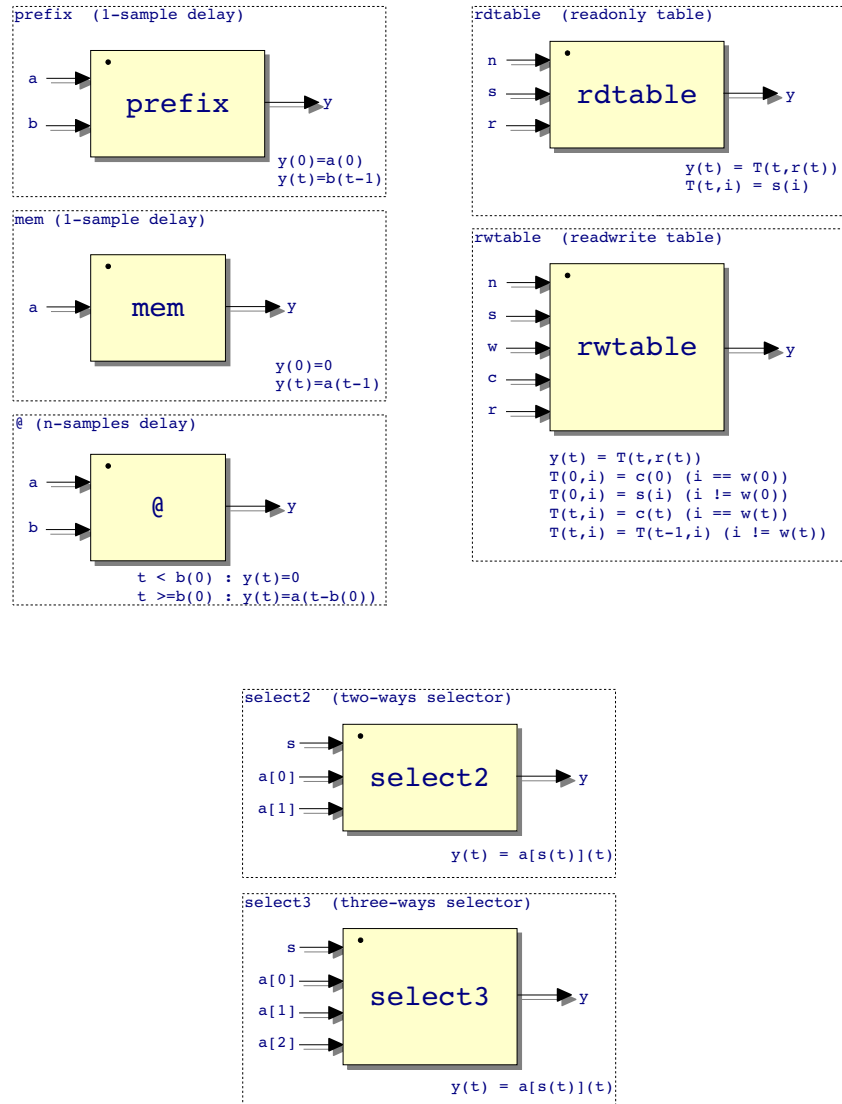 prefix  (1-sample delay)
a
b
prefix
y
y(0)=a(0)
y(t)=b(t-1)
mem (1-sample delay)
a
mem
y
y(0)=0
y(t)=a(t-1)
@ (n-samples delay)
a
b
@
y
t < b(0) : y(t)=0
t >=b(0) : y(t)=a(t-b(0))
rdtable  (readonly table)
n
s
r
rdtable
y
y(t) = T(t,r(t))
T(t,i) = s(i)
rwtable  (readwrite table)
n
s
w
c
r
rwtable
y
y(t) = T(t,r(t))
T(0,i) = c(0) (i == w(0))
T(0,i) = s(i) (i != w(0))
T(t,i) = c(t) (i == w(t))
T(t,i) = T(t-1,i) (i != w(t))
select2  (two-ways selector)
s
a[0]
a[1]
select2
y
y(t) = a[s(t)](t)
select3  (three-ways selector)
s
a[0]
a[1]
a[2]
select3
y
y(t) = a[s(t)](t)